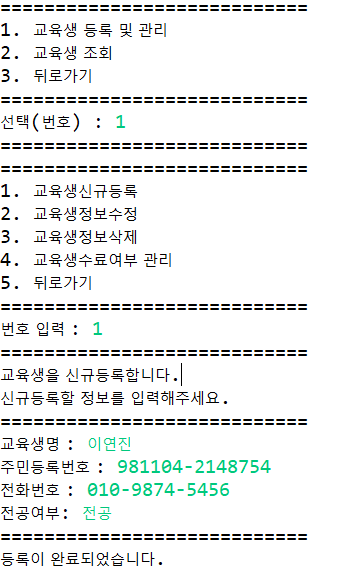 ============================
1. 교육생 등록 및 관리
2. 교육생 조회
3. 뒤로가기
============================
선택(번호) : 1
============================
============================
1. 교육생신규등록
2. 교육생정보수정
3. 교육생정보삭제
4. 교육생수료여부 관리
5. 뒤로가기
============================
번호 입력 : 1
============================
교육생을 신규등록합니다.
신규등록할 정보를 입력해주세요.
============================
교육생명 : 이연진
주민등록번호 : 981104-2148754
전화번호 : 010-9874-5456
전공여부: 전공
============================
등록이 완료되었습니다.